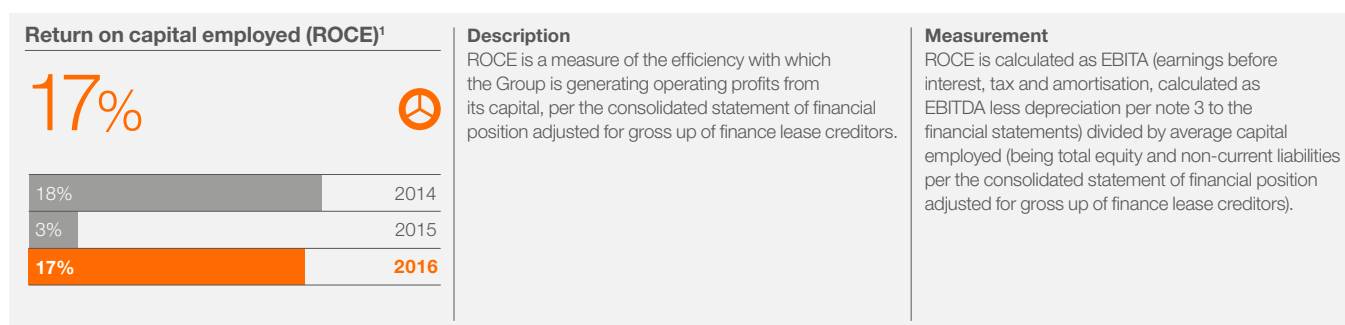 Return on capital employed (ROCE)¹
17%
18% 2014
3% 2015
17% 2016
Description
ROCE is a measure of the efficiency with which
the Group is generating operating profits from
its capital, per the consolidated statement of financial
position adjusted for gross up of finance lease creditors.
Measurement
ROCE is calculated as EBITA (earnings before
interest, tax and amortisation, calculated as
EBITDA less depreciation per note 3 to the
financial statements) divided by average capital
employed (being total equity and non-current liabilities
per the consolidated statement of financial position
adjusted for gross up of finance lease creditors).